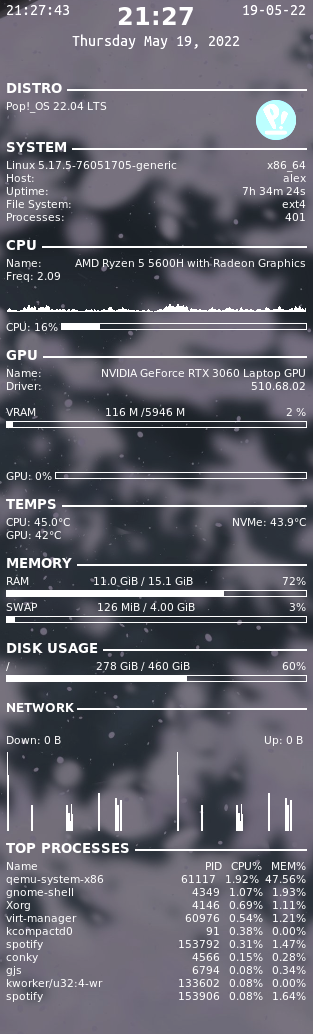 21:27:43 21:27 19-05-22
Thursday May 19, 2022
DISTRO
Pop!_OS 22.04 LTS
SYSTEM
Linux 5.17.5-76051705-generic x86_64
Host: alex
Uptime: 7h 34m 24s
File System: ext4
Processes: 401
CPU
Name: AMD Ryzen 5 5600H with Radeon Graphics
Freq: 2.09
CPU: 16%
GPU
Name: NVIDIA GeForce RTX 3060 Laptop GPU
Driver: 510.68.02
VRAM 116 M /5946 M 2 %
GPU: 0%
TEMPS
CPU: 45.0°C NVMe: 43.9°C
GPU: 42°C
MEMORY
RAM 11.0 GiB / 15.1 GiB 72%
SWAP 126 MiB / 4.00 GiB 3%
DISK USAGE
/ 278 GiB / 460 GiB 60%
NETWORK
Down: 0 B Up: 0 B
TOP PROCESSES
Name PID CPU% MEM%
qemu-system-x86 61117 1.92% 47.56%
gnome-shell 4349 1.07% 1.93%
Xorg 4146 0.69% 1.11%
virt-manager 60976 0.54% 1.21%
kcompactd0 91 0.38% 0.00%
spotify 153792 0.31% 1.47%
conky 4566 0.15% 0.28%
gjs 6794 0.08% 0.34%
kworker/u32:4-wr 133602 0.08% 0.00%
spotify 153906 0.08% 1.64%